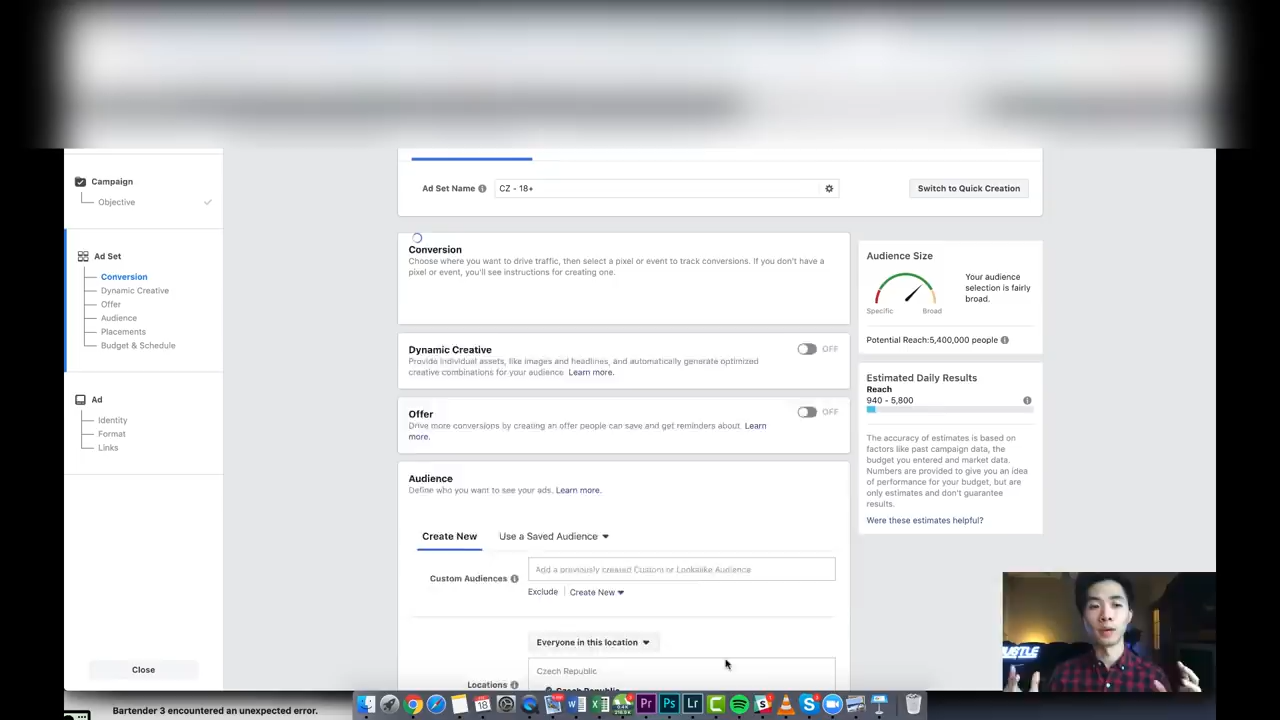 Campaign
Objective
Ad Set
Conversion
Dynamic Creative
Offer
Audience
Placements
Budget & Schedule
Ad
Identity
Format
Links
Close
Ad Set Name
CZ - 18+
Switch to Quick Creation
Conversion
Choose where you want to drive traffic, then select a pixel or event to track conversions. If you don't have a
pixel or event, you'll see instructions for creating one.
Dynamic Creative
OFF
Provide individual assets, like images and headlines, and automatically generate optimized
creative combinations for your audience Learn more.
Offer
OFF
Drive more conversions by creating an offer people can save and get reminders about. Learn
more.
Audience
Define who you want to see your ads. Learn more.
Create New
Use a Saved Audience
Custom Audiences
Add a previously created Custom or Lookalike Audience
Exclude
Create New
Everyone in this location
Locations
Czech Republic
Czech Republic
Audience Size
Your audience
selection is fairly
broad.
Specific
Broad
Potential Reach:5,400,000 people
Estimated Daily Results
Reach
940 - 5,800
The accuracy of estimates is based on
factors like past campaign data, the
budget you entered and market data.
Numbers are provided to give you an idea
of performance for your budget, but are
only estimates and don't guarantee
results.
Were these estimates helpful?
Bartender 3 encountered an unexpected error.
18
Pr
Ps
Lr